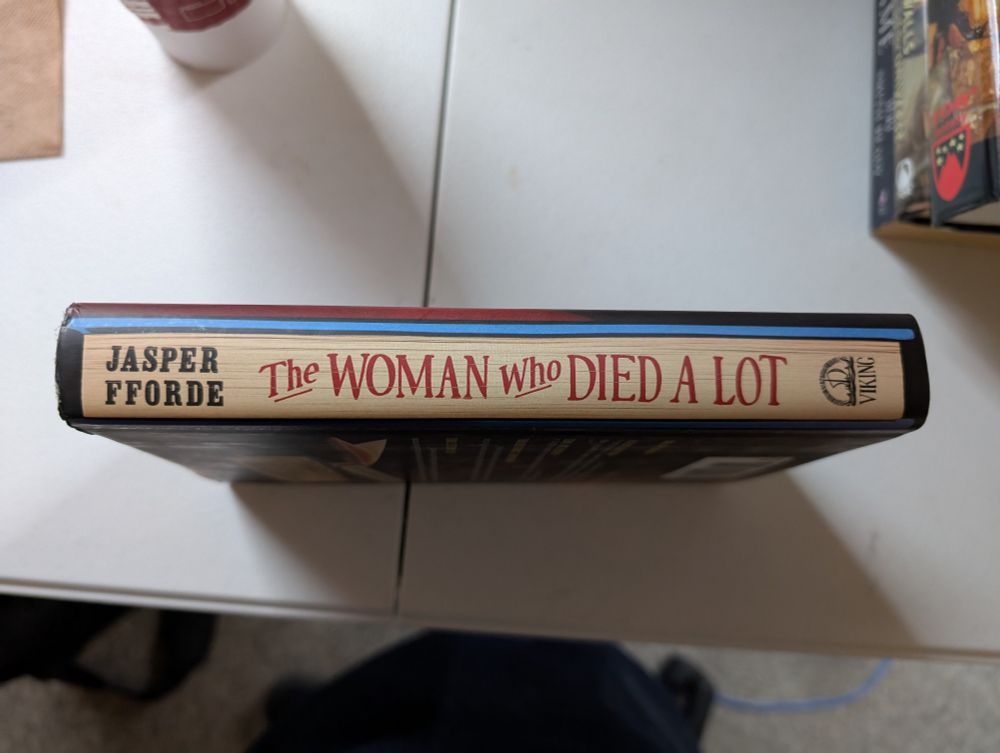 JASPER
FFORDE
The WOMAN who DIED A LOT
VIKING